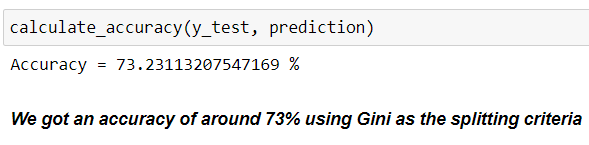 calculate_accuracy(y_test, prediction)
Accuracy = 73.23113207547169 %
We got an accuracy of around 73% using Gini as the splitting criteria